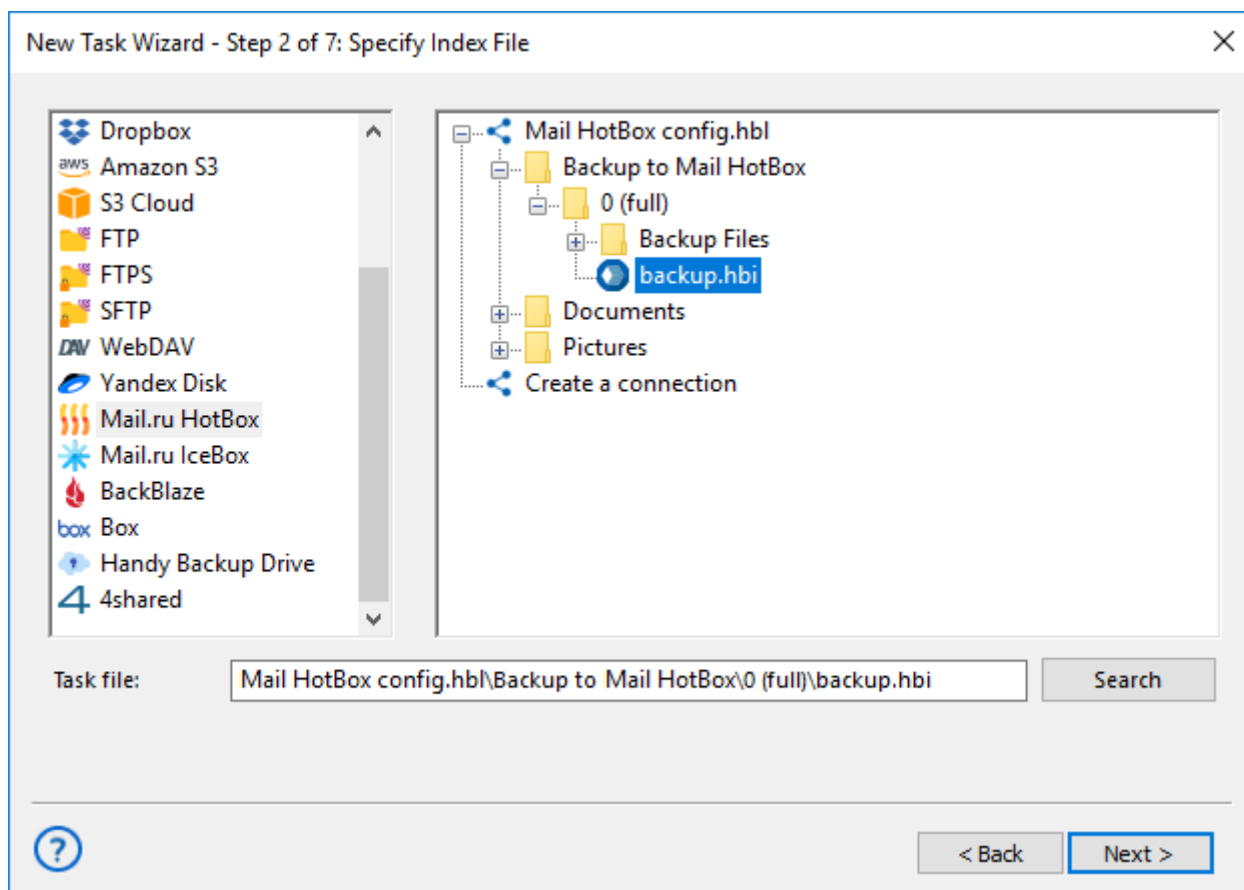 New Task Wizard - Step 2 of 7: Specify Index File
Dropbox
aws Amazon S3
S3 Cloud
FTP
FTPS
SFTP
DAV WebDAV
Yandex Disk
Mail.ru HotBox
Mail.ru IceBox
BackBlaze
box Box
Handy Backup Drive
4 4shared
Mail HotBox config.hbl
Backup to Mail HotBox
0 (full)
Backup Files
backup.hbi
Documents
Pictures
Create a connection
Task file: Mail HotBox config.hbl\Backup to Mail HotBox\0 (full)\backup.hbi Search
? < Back Next >